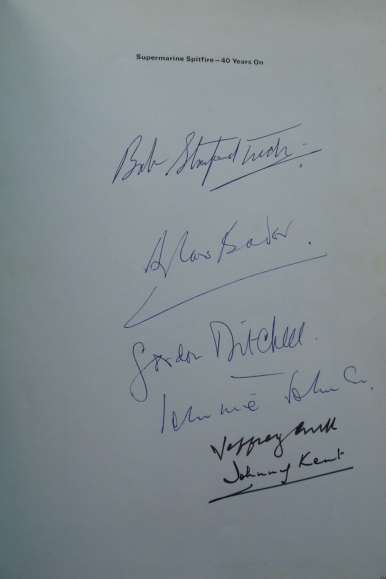 Supermarine Spitfire – 40 Years On
Bob Stanford Tuck
Douglas Bader
Gordon Mitchell
Johnnie Johnson
Jeffrey Quill
Johnny Kent